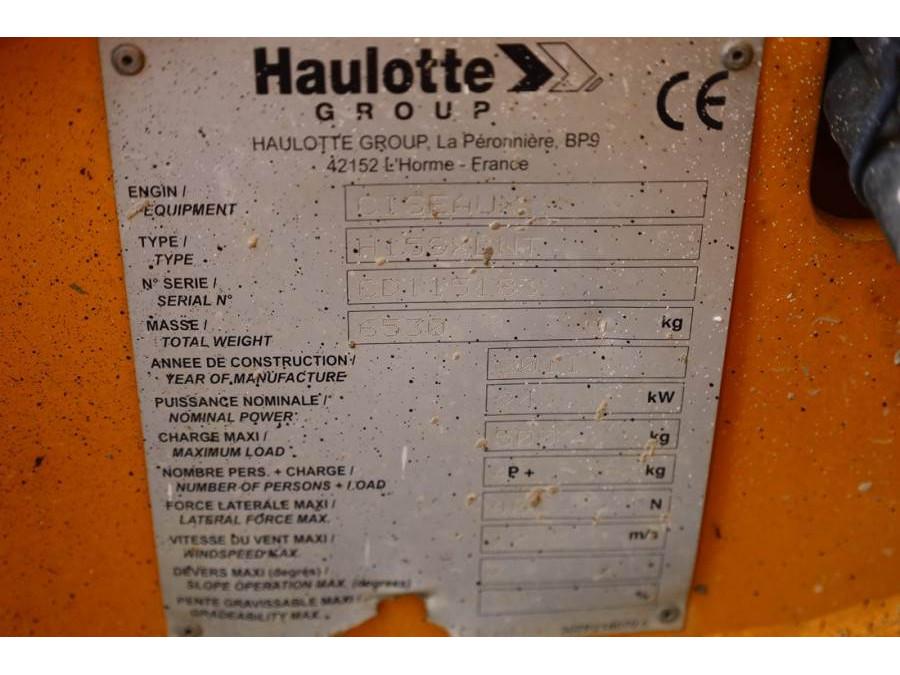 Haulotte
GROUP
CE
HAULOTTE GROUP, La Péronnière, BP9
42152 L'Horme - France
ENGIN /
EQUIPMENT
CISEAUX
TYPE /
TYPE
N° SERIE /
SERIAL N°
MASSE /
TOTAL WEIGHT
6530 kg
ANNEE DE CONSTRUCTION /
YEAR OF MANUFACTURE
PUISSANCE NOMINALE /
NOMINAL POWER
kW
CHARGE MAXI /
MAXIMUM LOAD
kg
NOMBRE PERS. + CHARGE /
NUMBER OF PERSONS + LOAD
P + kg
FORCE LATERALE MAXI /
LATERAL FORCE MAX.
N
VITESSE DU VENT MAXI /
WINDSPEED MAX.
m/s
DEVERS MAXI (degrés) /
SLOPE OPERATION MAX. (degrees)
°
PENTE GRAVISSABLE MAXI /
GRADEABILITY MAX.
%